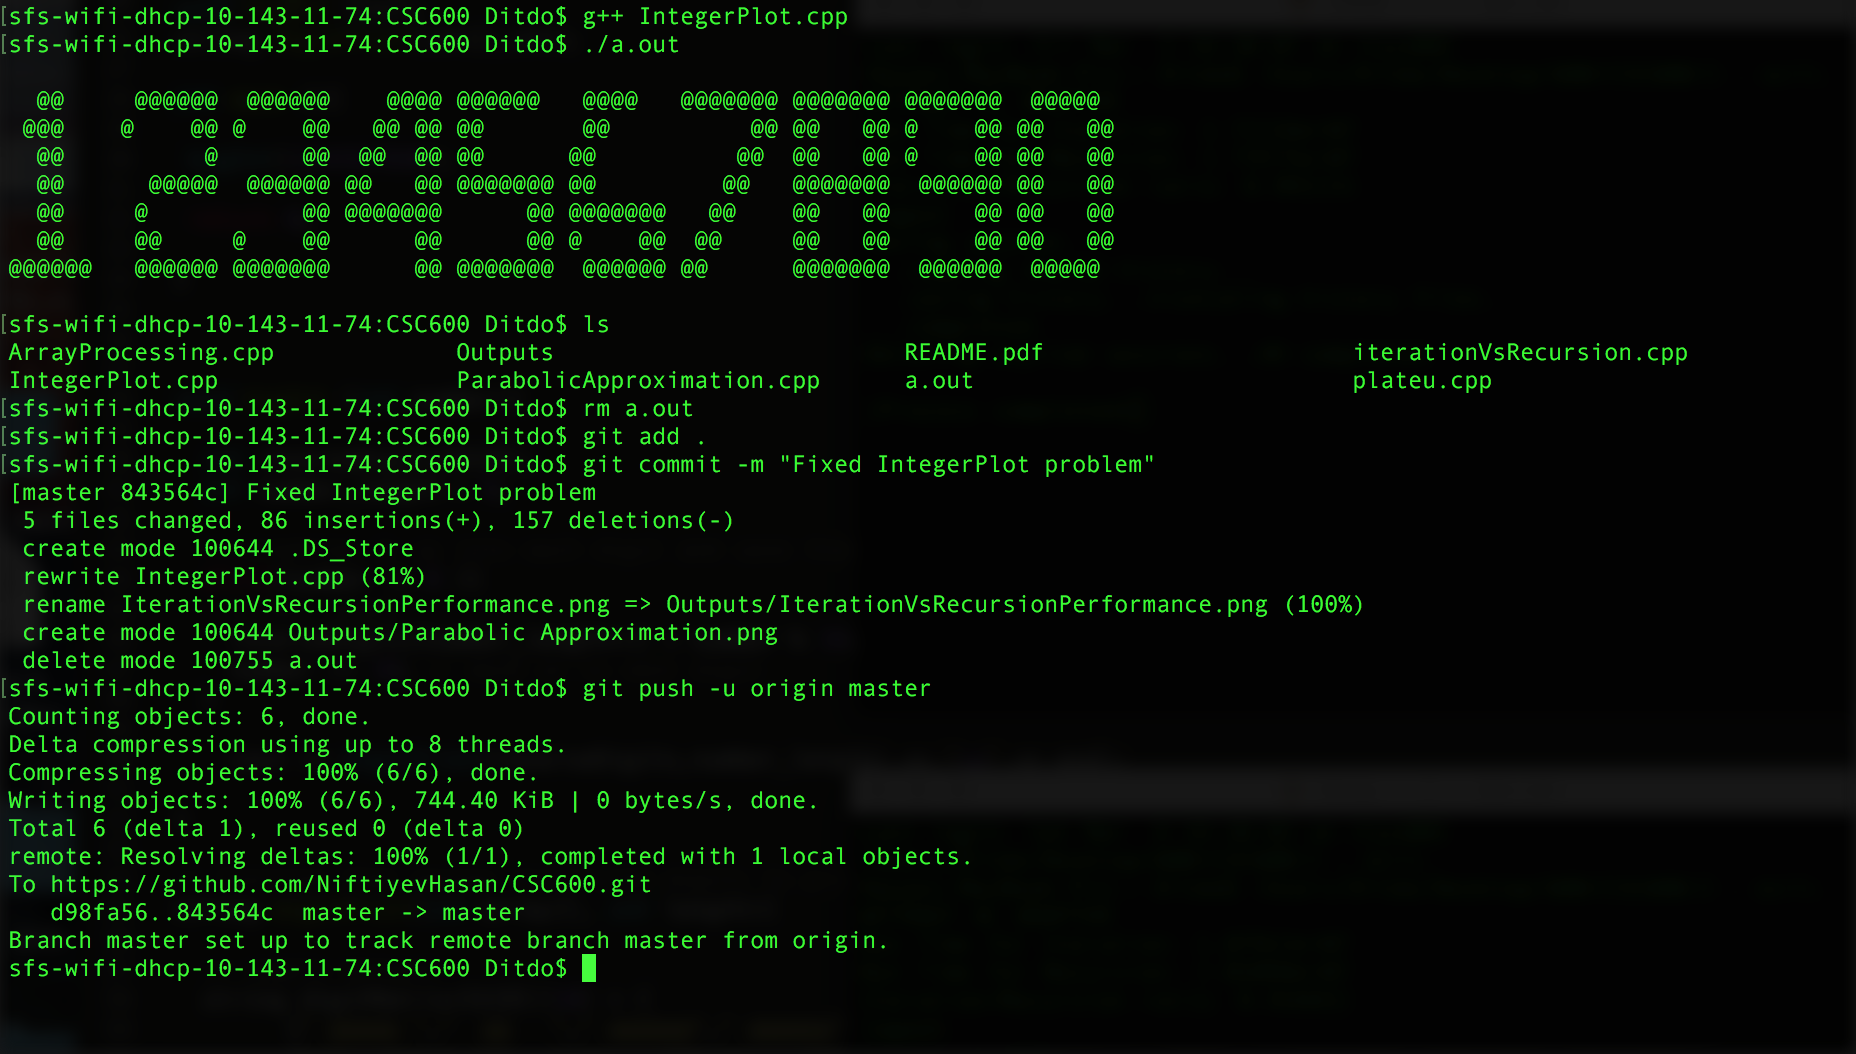 [sfs-wifi-dhcp-10-143-11-74:CSC600 Ditdo$ g++ IntegerPlot.cpp
[sfs-wifi-dhcp-10-143-11-74:CSC600 Ditdo$ ./a.out
  @@     @@@@@@  @@@@@@    @@@@ @@@@@@   @@@@   @@@@@@@ @@@@@@@ @@@@@@@  @@@@@
 @@@    @    @@ @    @@   @@ @@ @@       @@          @@ @@   @@ @    @@ @@   @@
  @@          @      @@  @@  @@ @@      @@          @@  @@   @@ @    @@ @@   @@
  @@      @@@@@  @@@@@@ @@   @@ @@@@@@@ @@         @@   @@@@@@@  @@@@@@ @@   @@
  @@     @           @@ @@@@@@@      @@ @@@@@@@   @@    @@   @@      @@ @@   @@
  @@     @@     @    @@      @@      @@ @    @@  @@     @@   @@      @@ @@   @@
@@@@@@   @@@@@@ @@@@@@@      @@ @@@@@@@  @@@@@@ @@      @@@@@@@  @@@@@@  @@@@@
[sfs-wifi-dhcp-10-143-11-74:CSC600 Ditdo$ ls
ArrayProcessing.cpp             Outputs                         README.pdf                      iterationVsRecursion.cpp
IntegerPlot.cpp                 ParabolicApproximation.cpp      a.out                           plateu.cpp
[sfs-wifi-dhcp-10-143-11-74:CSC600 Ditdo$ rm a.out
[sfs-wifi-dhcp-10-143-11-74:CSC600 Ditdo$ git add .
[sfs-wifi-dhcp-10-143-11-74:CSC600 Ditdo$ git commit -m "Fixed IntegerPlot problem"
[master 843564c] Fixed IntegerPlot problem
 5 files changed, 86 insertions(+), 157 deletions(-)
 create mode 100644 .DS_Store
 rewrite IntegerPlot.cpp (81%)
 rename IterationVsRecursionPerformance.png => Outputs/IterationVsRecursionPerformance.png (100%)
 create mode 100644 Outputs/Parabolic Approximation.png
 delete mode 100755 a.out
[sfs-wifi-dhcp-10-143-11-74:CSC600 Ditdo$ git push -u origin master
Counting objects: 6, done.
Delta compression using up to 8 threads.
Compressing objects: 100% (6/6), done.
Writing objects: 100% (6/6), 744.40 KiB | 0 bytes/s, done.
Total 6 (delta 1), reused 0 (delta 0)
remote: Resolving deltas: 100% (1/1), completed with 1 local objects.
To https://github.com/NiftiyevHasan/CSC600.git
   d98fa56..843564c  master -> master
Branch master set up to track remote branch master from origin.
sfs-wifi-dhcp-10-143-11-74:CSC600 Ditdo$